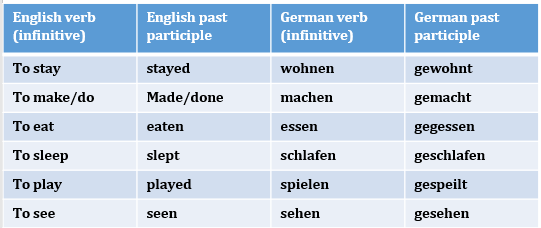 English verb (infinitive) English past participle German verb (infinitive) German past participle
To stay stayed wohnen gewohnt
To make/do Made/done machen gemacht
To eat eaten essen gegessen
To sleep slept schlafen geschlafen
To play played spielen gespeilt
To see seen sehen gesehen